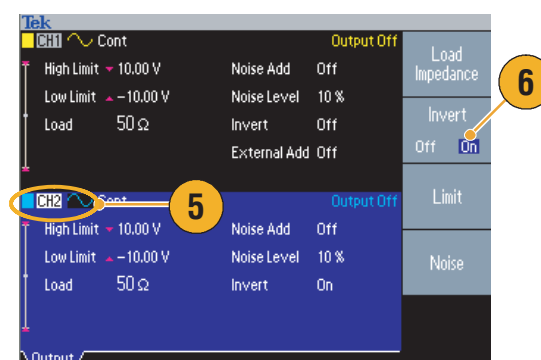 Tek
CH1 Cont Output Off
High Limit 10.00 V Noise Add Off
Low Limit -10.00 V Noise Level 10 %
Load 50 Ω Invert Off
External Add Off
CH2 Cont Output Off
High Limit 10.00 V Noise Add Off
Low Limit -10.00 V Noise Level 10 %
Load 50 Ω Invert On
Output
Load
Impedance
Invert
Off On
Limit
Noise
5
6